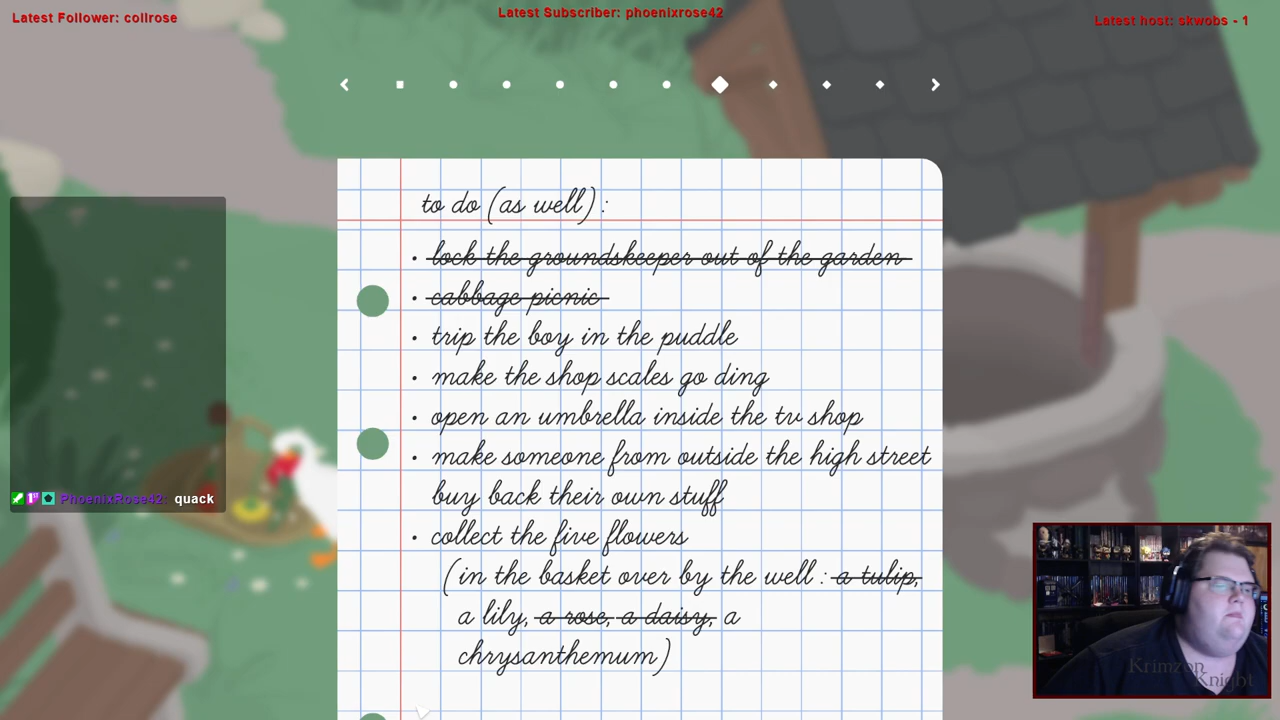 Latest Follower: collrose
Latest Subscriber: phoenixrose42
Latest host: skwobs - 1
to do (as well) :
• lock the groundskeeper out of the garden
• cabbage picnic
• trip the boy in the puddle
• make the shop scales go ding
• open an umbrella inside the tv shop
• make someone from outside the high street
buy back their own stuff
• collect the five flowers
(in the basket over by the well : a tulip,
a lily, a rose, a daisy, a
chrysanthemum)
PhoenixRose42: quack
Krimzon
Knight